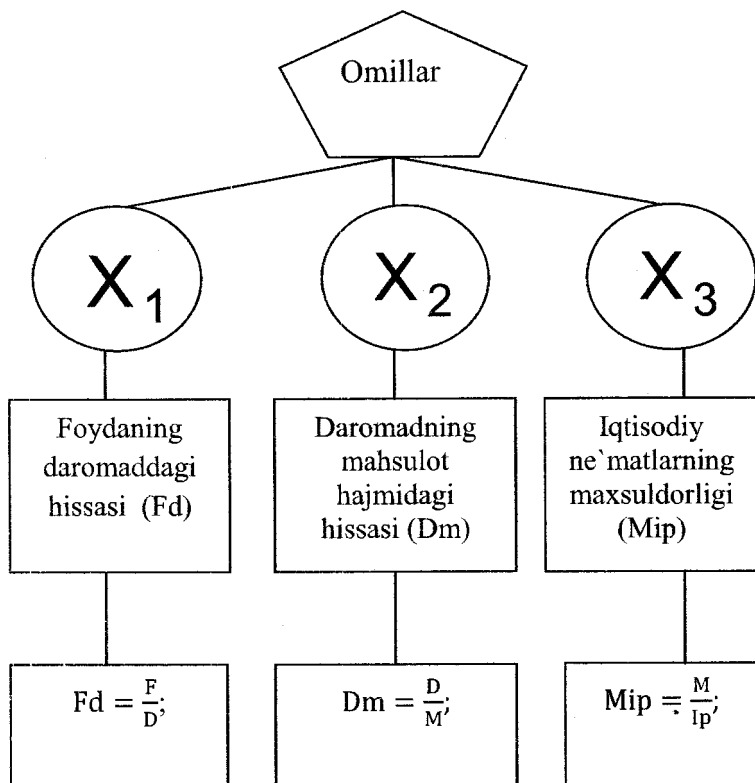 Omillar
X1
X2
X3
Foydaning
daromaddagi
hissasi (Fd)
Daromadning
mahsulot
hajmidagi
hissasi (Dm)
Iqtisodiy
ne`matlarning
maxsuldorligi
(Mip)
Fd = F/D;
Dm = D/M;
Mip = M/Ip;